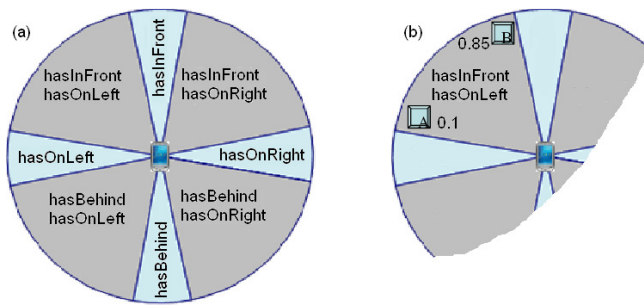 (a)
hasInFront
hasInFront
hasOnLeft
hasInFront
hasOnRight
hasOnLeft
hasOnRight
hasBehind
hasOnLeft
hasBehind
hasOnRight
hasBehind
(b)
0.85
B
hasInFront
hasOnLeft
A
0.1